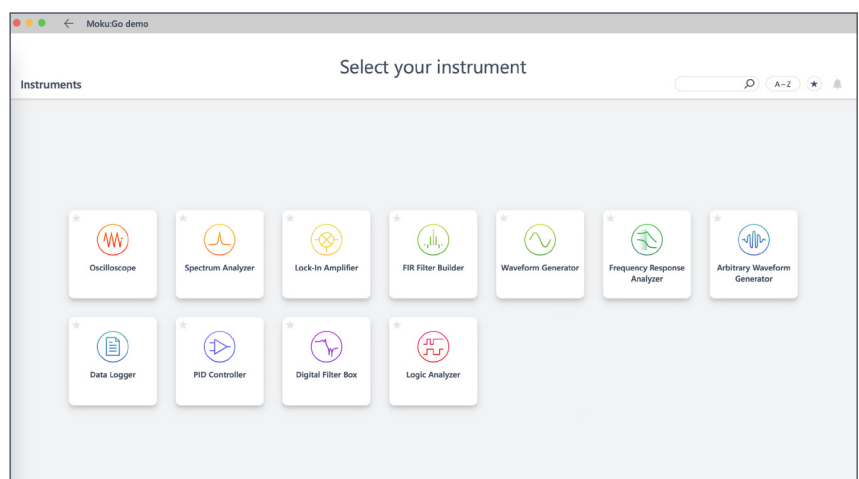 Moku:Go demo
Select your instrument
Instruments
A–Z
Oscilloscope
Spectrum Analyzer
Lock-In Amplifier
FIR Filter Builder
Waveform Generator
Frequency Response
Analyzer
Arbitrary Waveform
Generator
Data Logger
PID Controller
Digital Filter Box
Logic Analyzer